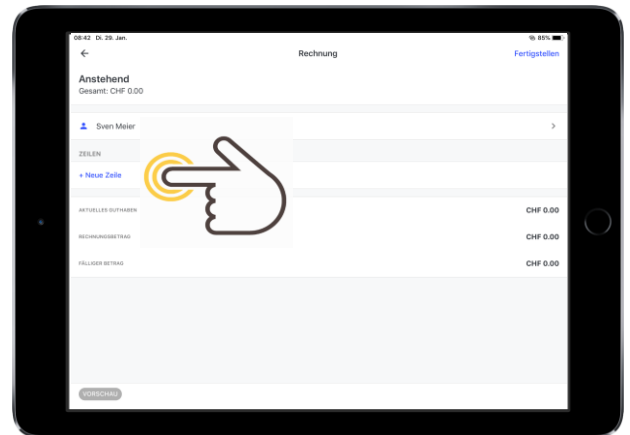 08:42 Di. 29. Jan. 85%
Rechnung
Fertigstellen
Anstehend
Gesamt: CHF 0.00
Sven Meier
ZEILEN
+ Neue Zeile
AKTUELLES GUTHABEN CHF 0.00
RECHNUNGSBETRAG CHF 0.00
FÄLLIGER BETRAG CHF 0.00
VORSCHAU